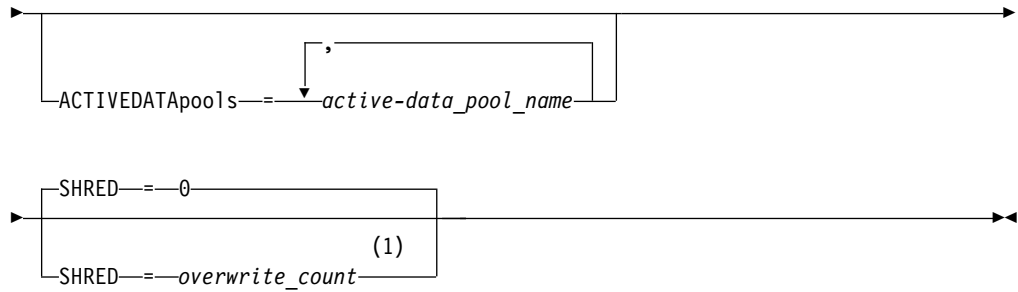 ,
ACTIVEDATApools = active-data_pool_name
SHRED = 0
(1)
SHRED = overwrite_count